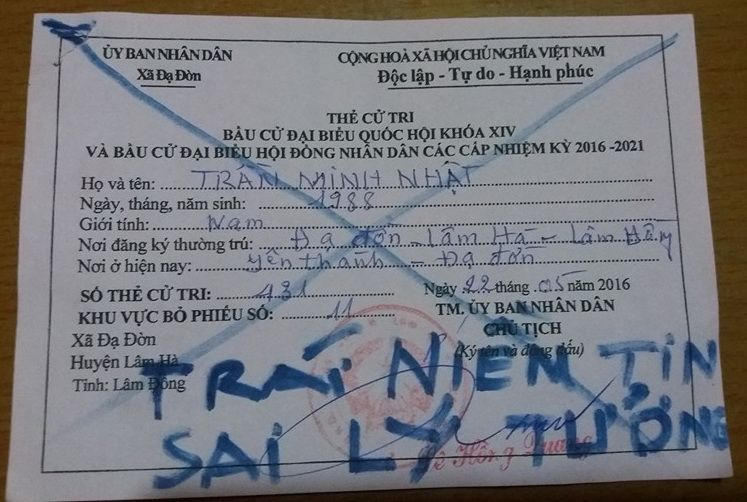 ỦY BAN NHÂN DÂN
Xã Đạ Đờn
CỘNG HOÀ XÃ HỘI CHỦ NGHĨA VIỆT NAM
Độc lập - Tự do - Hạnh phúc
THẺ CỬ TRI
BẦU CỬ ĐẠI BIỂU QUỐC HỘI KHÓA XIV
VÀ BẦU CỬ ĐẠI BIỂU HỘI ĐỒNG NHÂN DÂN CÁC CẤP NHIỆM KỲ 2016 -2021
Họ và tên: TRẦN MINH NHẬT
Ngày, tháng, năm sinh: 1988
Giới tính: Nam
Nơi đăng ký thường trú: Đạ đờn - Lâm Hà - Lâm Đồng
Nơi ở hiện nay: Yên thành - Đạ đờn
SỐ THẺ CỬ TRI: 431
KHU VỰC BỎ PHIẾU SỐ: 11
Xã Đạ Đờn
Huyện Lâm Hà
Tỉnh: Lâm Đồng
Ngày 22 tháng 05 năm 2016
TM. ỦY BAN NHÂN DÂN
CHỦ TỊCH
(Ký tên và đóng dấu)
TRÁI NIỀM TIN
SAI LÝ TƯỞNG
Lê Hồng Quang